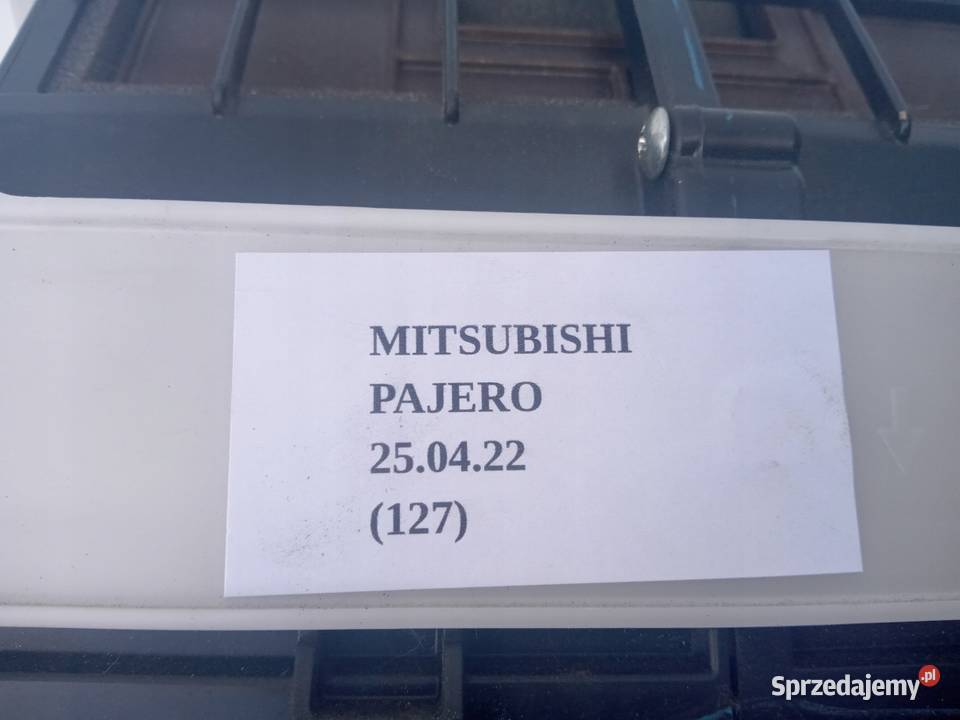 MITSUBISHI
PAJERO
25.04.22
(127)
Sprzedajemy.pl